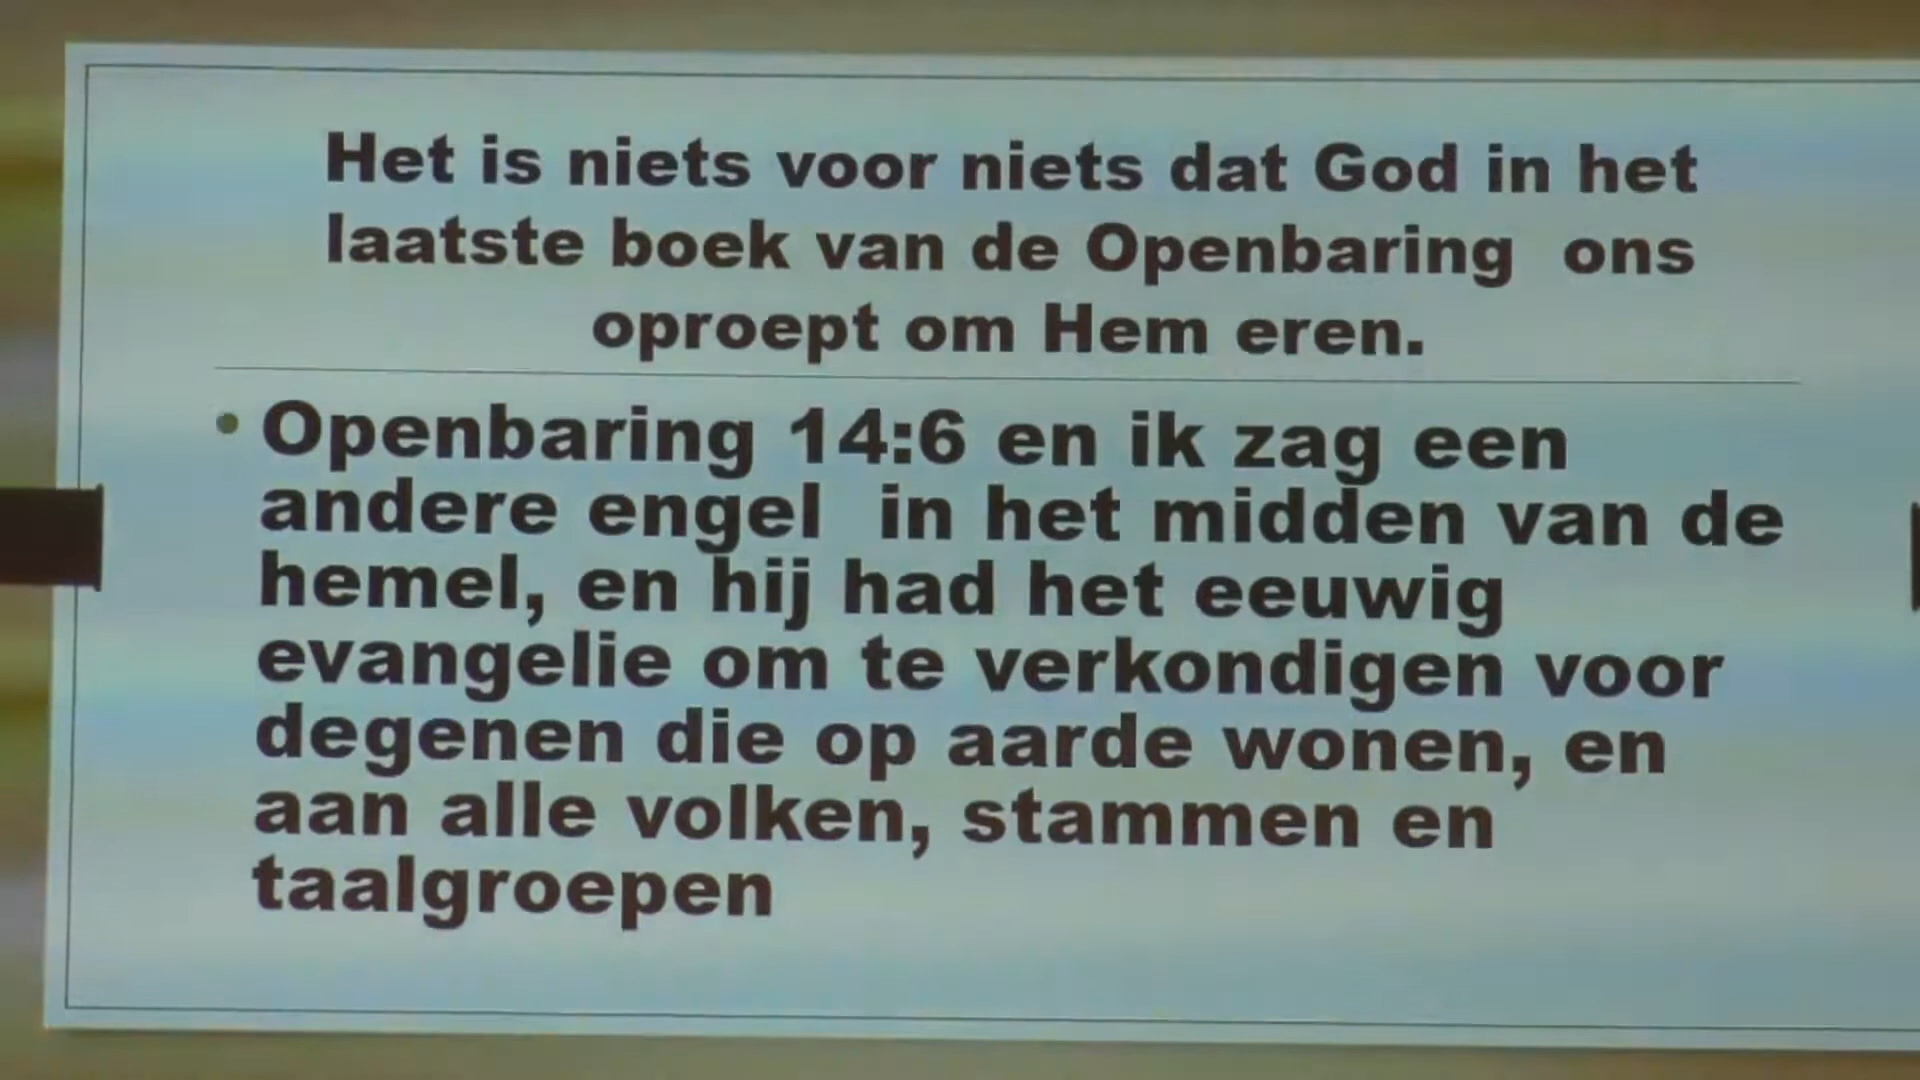 Het is niets voor niets dat God in het
laatste boek van de Openbaring ons
oproept om Hem eren.
• Openbaring 14:6 en ik zag een
andere engel in het midden van de
hemel, en hij had het eeuwig
evangelie om te verkondigen voor
degenen die op aarde wonen, en
aan alle volken, stammen en
taalgroepen